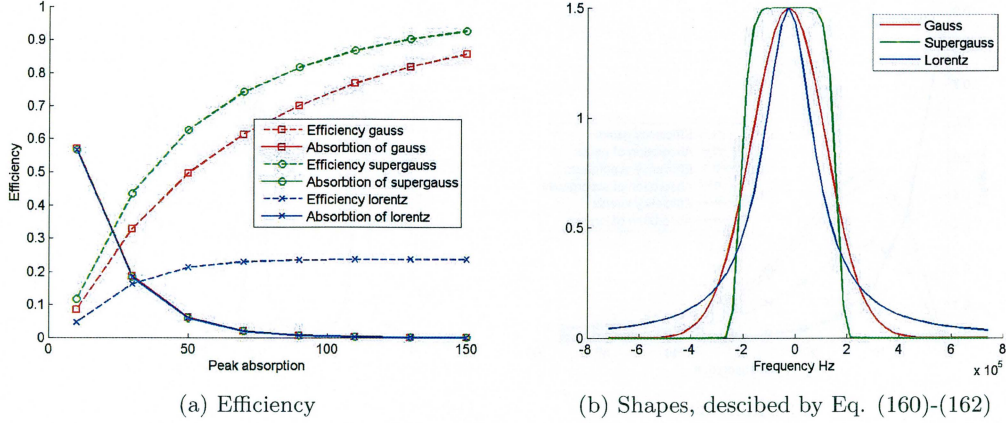 1
0.9
0.8
0.7
0.6
0.5
0.4
0.3
0.2
0.1
0
Efficiency
0 50 100 150
Peak absorption
Efficiency gauss
Absorbtion of gauss
Efficiency supergauss
Absorbtion of supergauss
Efficiency lorentz
Absorbtion of lorentz
(a) Efficiency
1.5
1
0.5
0
-8 -6 -4 -2 0 2 4 6 8
x 10^5
Frequency Hz
Gauss
Supergauss
Lorentz
(b) Shapes, descibed by Eq. (160)-(162)